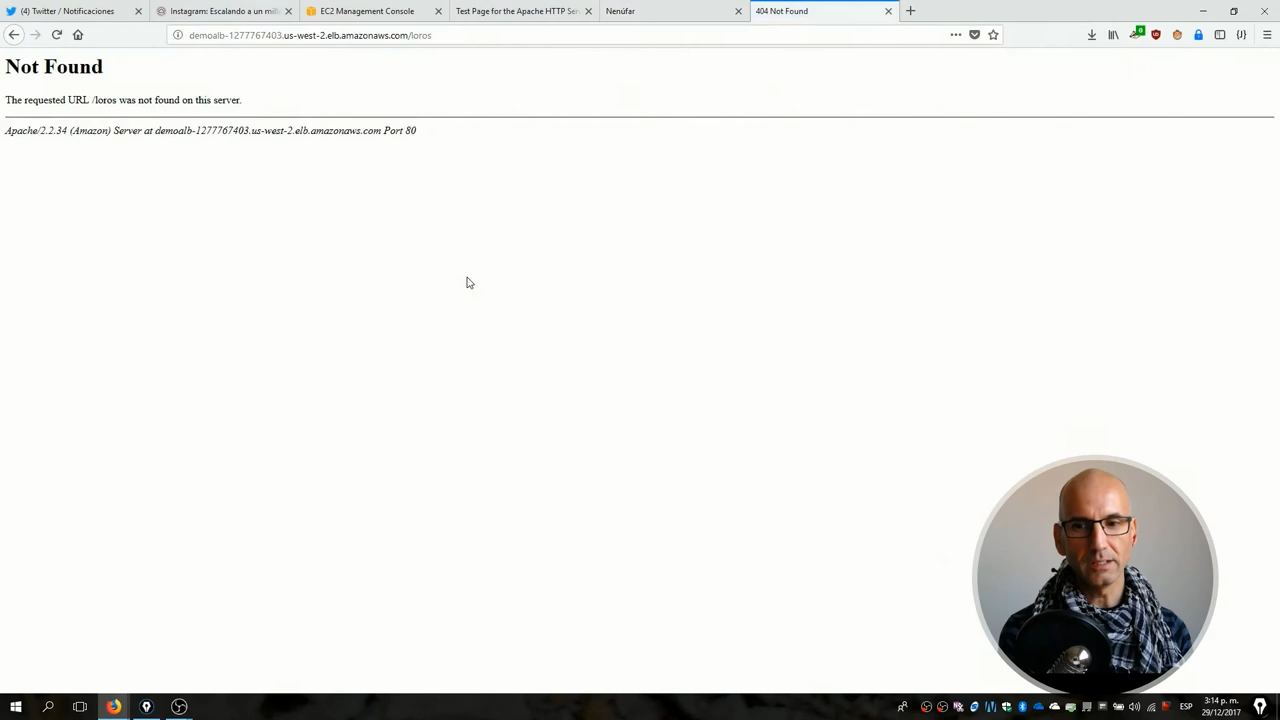 (4) Twitter / Notificaciones
Instagram: Escalando a un mill
EC2 Management Console
Test Page for the Apache HTTP Ser
Nenúfar
404 Not Found
demoalb-1277767403.us-west-2.elb.amazonaws.com/loros
Not Found
The requested URL /loros was not found on this server.
Apache/2.2.34 (Amazon) Server at demoalb-1277767403.us-west-2.elb.amazonaws.com Port 80
ESP
3:14 p. m.
29/12/2017